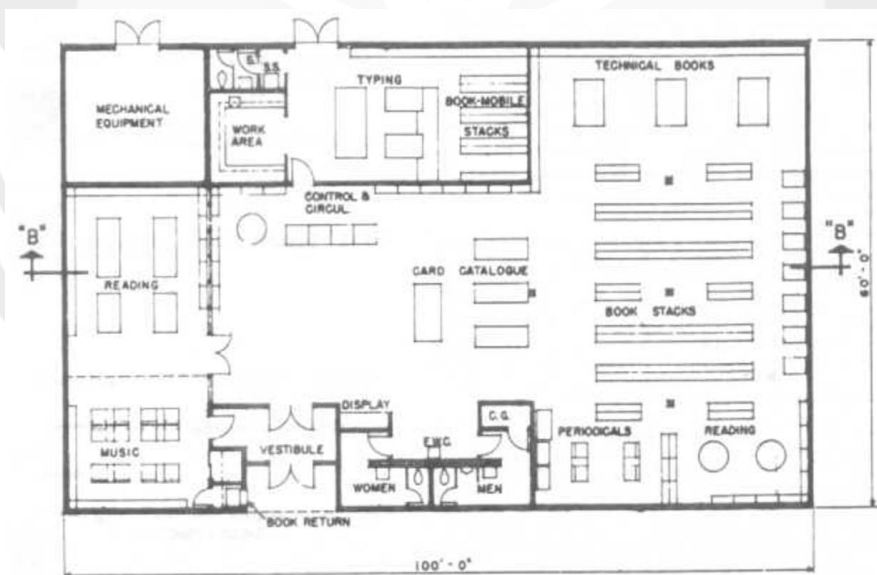 TECHNICAL BOOKS
S.
S.S.
TYPING
MECHANICAL
EQUIPMENT
WORK
AREA
BOOK-MOBILE
STACKS
CONTROL &
CIRCUL.
"B"
"B"
READING
CARD CATALOGUE
BOOK STACKS
60'-0"
DISPLAY
C.G.
MUSIC
VESTIBULE
E.W.C.
PERIODICALS
READING
WOMEN
MEN
BOOK RETURN
100'-0"